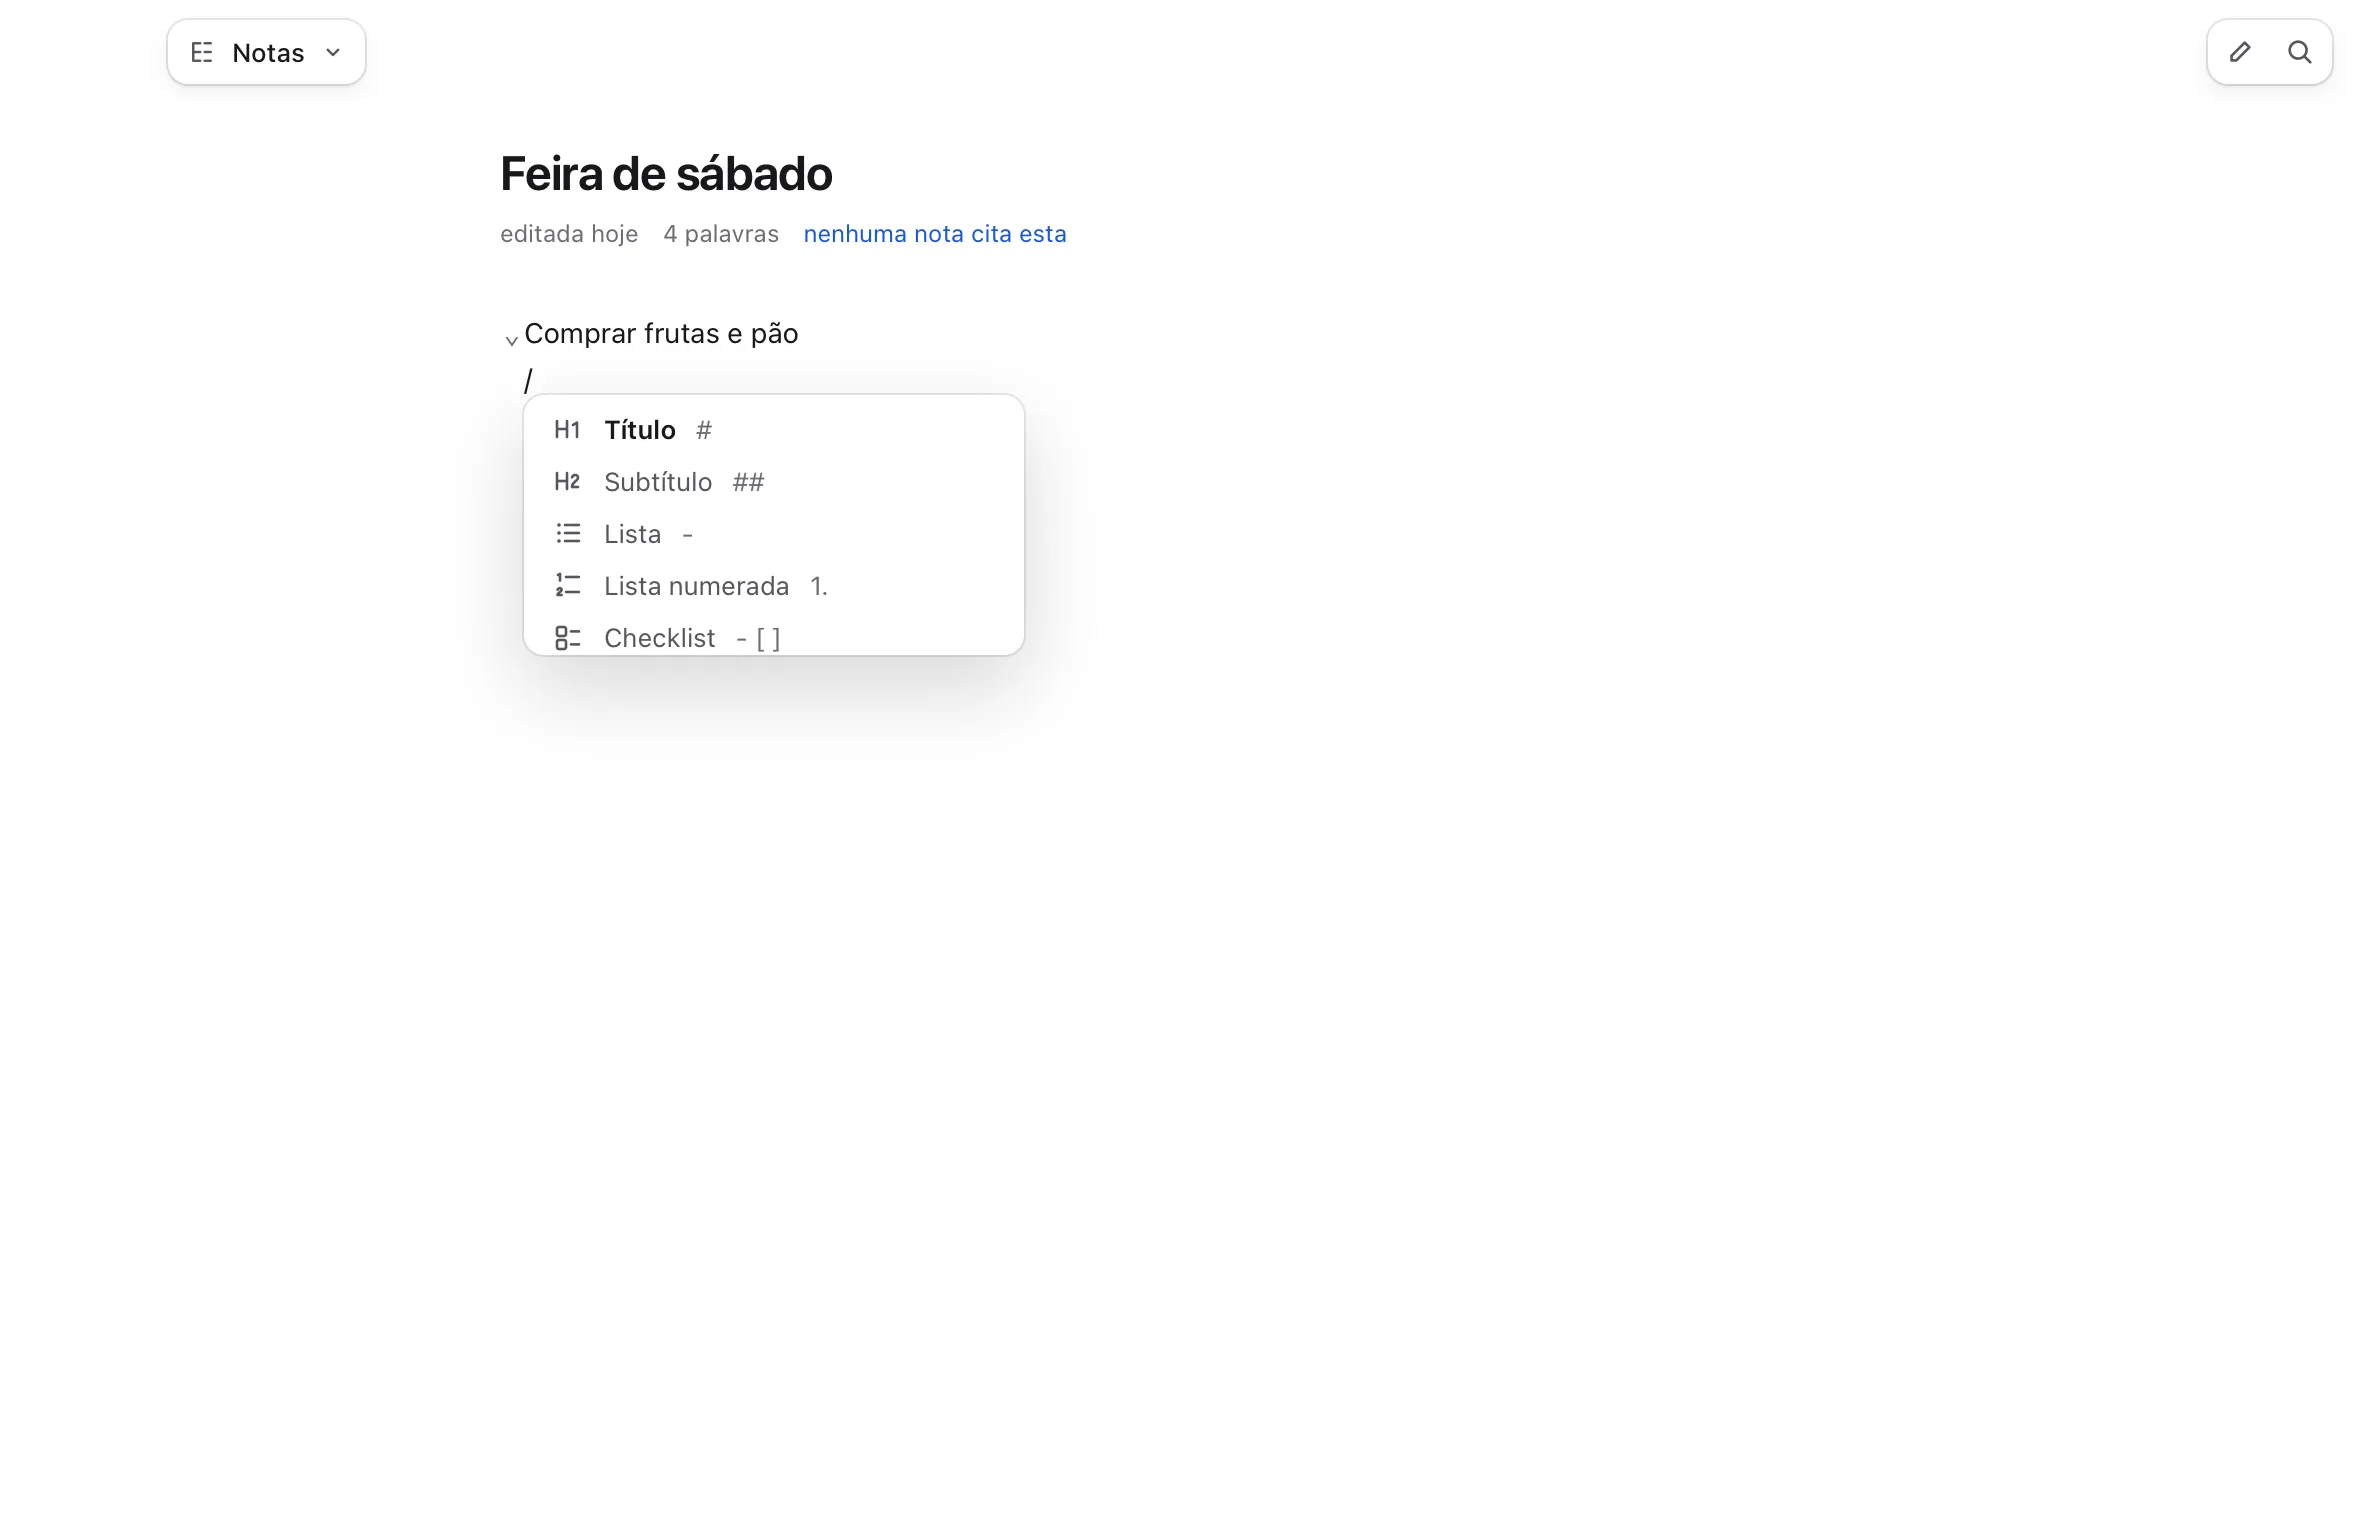 Notas
Feira de sábado
editada hoje 4 palavras nenhuma nota cita esta
Comprar frutas e pão
/
H1 Título #
H2 Subtítulo ##
Lista -
Lista numerada 1.
Checklist - [ ]